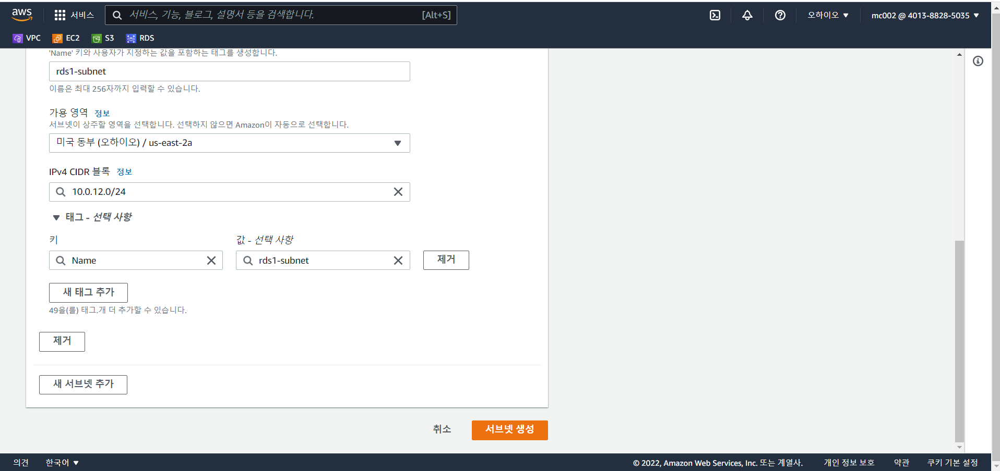 aws
서비스
서비스, 기능, 블로그, 설명서 등을 검색합니다.
[Alt+S]
오하이오 ▼
mc002 @ 4013-8828-5035 ▼
VPC
EC2
S3
RDS
'Name' 키와 사용자가 지정하는 값을 포함하는 태그를 생성합니다.
rds1-subnet
이름은 최대 256자까지 입력할 수 있습니다.
가용 영역 정보
서브넷이 상주할 영역을 선택합니다. 선택하지 않으면 Amazon이 자동으로 선택합니다.
미국 동부 (오하이오) / us-east-2a
IPv4 CIDR 블록 정보
10.0.12.0/24
▼ 태그 - 선택 사항
키
값 - 선택 사항
Name
rds1-subnet
제거
새 태그 추가
49을(를) 태그.개 더 추가할 수 있습니다.
제거
새 서브넷 추가
취소
서브넷 생성
의견
한국어 ▼
© 2022, Amazon Web Services, Inc. 또는 계열사.
개인 정보 보호
약관
쿠키 기본 설정